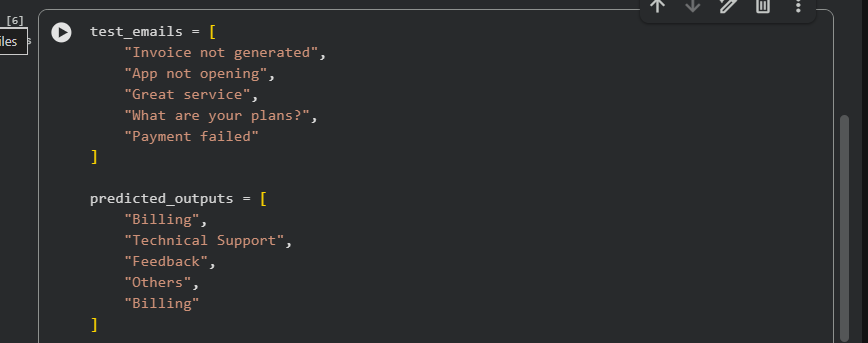 [6]
iles
s
test_emails = [
    "Invoice not generated",
    "App not opening",
    "Great service",
    "What are your plans?",
    "Payment failed"
]
predicted_outputs = [
    "Billing",
    "Technical Support",
    "Feedback",
    "Others",
    "Billing"
]